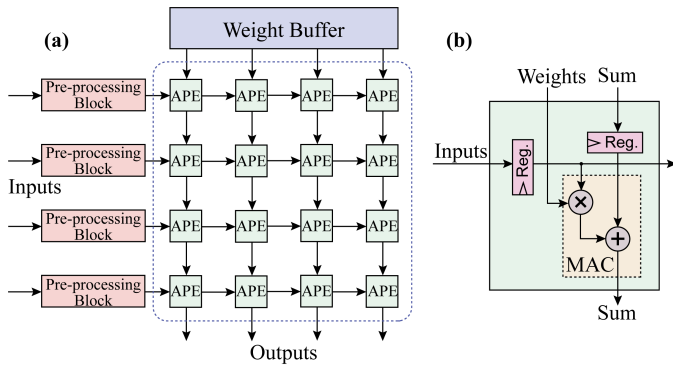 (a)
Weight Buffer
Pre-processing
Block
APE APE APE APE
Pre-processing
Block
APE APE APE APE
Inputs
Pre-processing
Block
APE APE APE APE
Pre-processing
Block
APE APE APE APE
Outputs
(b)
Weights Sum
> Reg.
Inputs
> Reg.
×
+
MAC
Sum